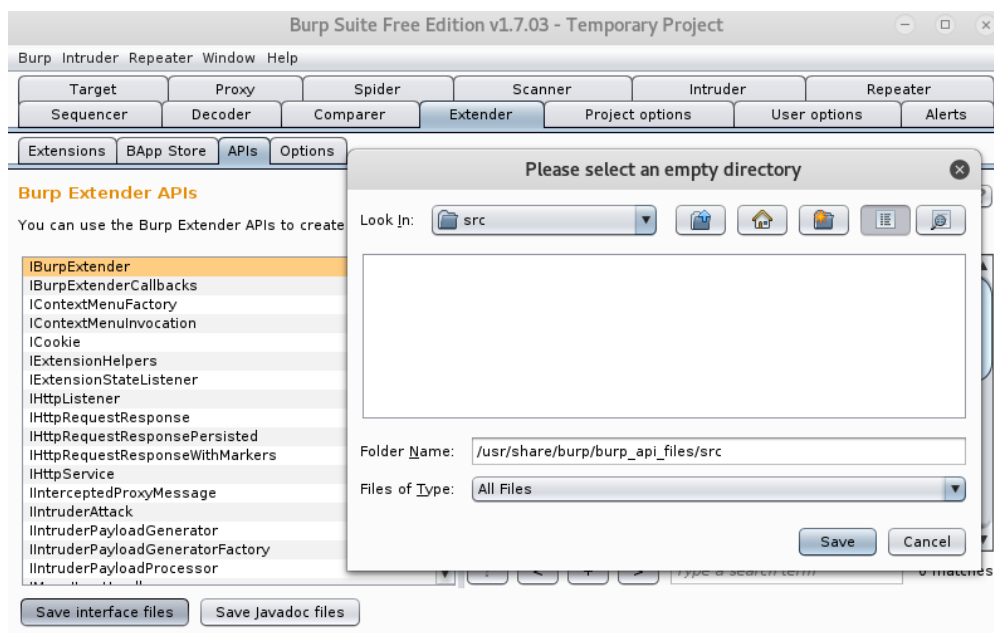 Burp Suite Free Edition v1.7.03 - Temporary Project
Burp Intruder Repeater Window Help
Target Proxy Spider Scanner Intruder Repeater
Sequencer Decoder Comparer Extender Project options User options Alerts
Extensions BApp Store APIs Options
Please select an empty directory
Burp Extender APIs
You can use the Burp Extender APIs to create
Look In: src
IBurpExtender
IBurpExtenderCallbacks
IContextMenuFactory
IContextMenuInvocation
ICookie
IExtensionHelpers
IExtensionStateListener
IHttpListener
IHttpRequestResponse
IHttpRequestResponsePersisted
IHttpRequestResponseWithMarkers
IHttpService
IInterceptedProxyMessage
IIntruderAttack
IIntruderPayloadGenerator
IIntruderPayloadGeneratorFactory
IIntruderPayloadProcessor
Folder Name: /usr/share/burp/burp_api_files/src
Files of Type: All Files
Save Cancel
Type a search term 0 matches
Save interface files Save Javadoc files